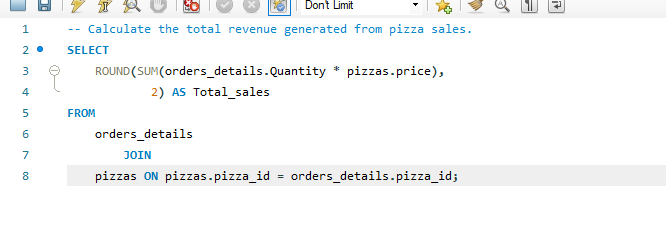 Don't Limit
1 -- Calculate the total revenue generated from pizza sales.
2 SELECT
3 ROUND(SUM(orders_details.Quantity * pizzas.price),
4 2) AS Total_sales
5 FROM
6 orders_details
7 JOIN
8 pizzas ON pizzas.pizza_id = orders_details.pizza_id;